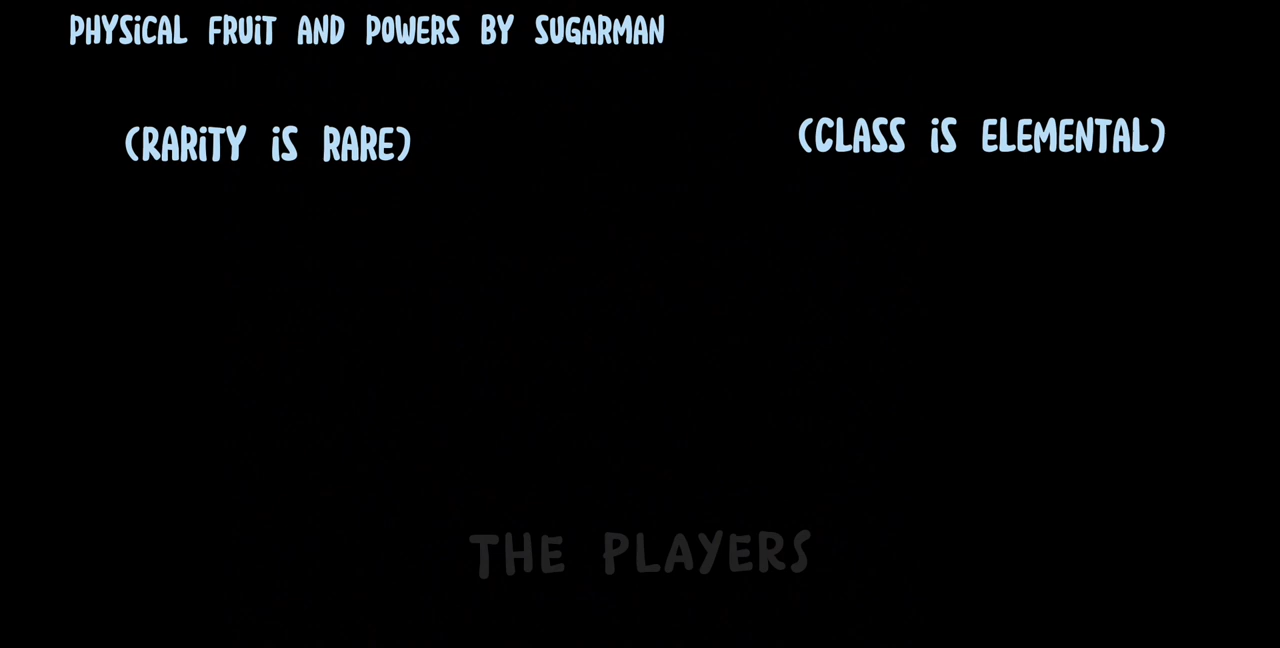 PHYSiCAL FRUiT AND POWERS BY SUGARMAN
(RARiTY iS RARE)
(CLASS iS ELEMENTAL)
THE PLAYERS